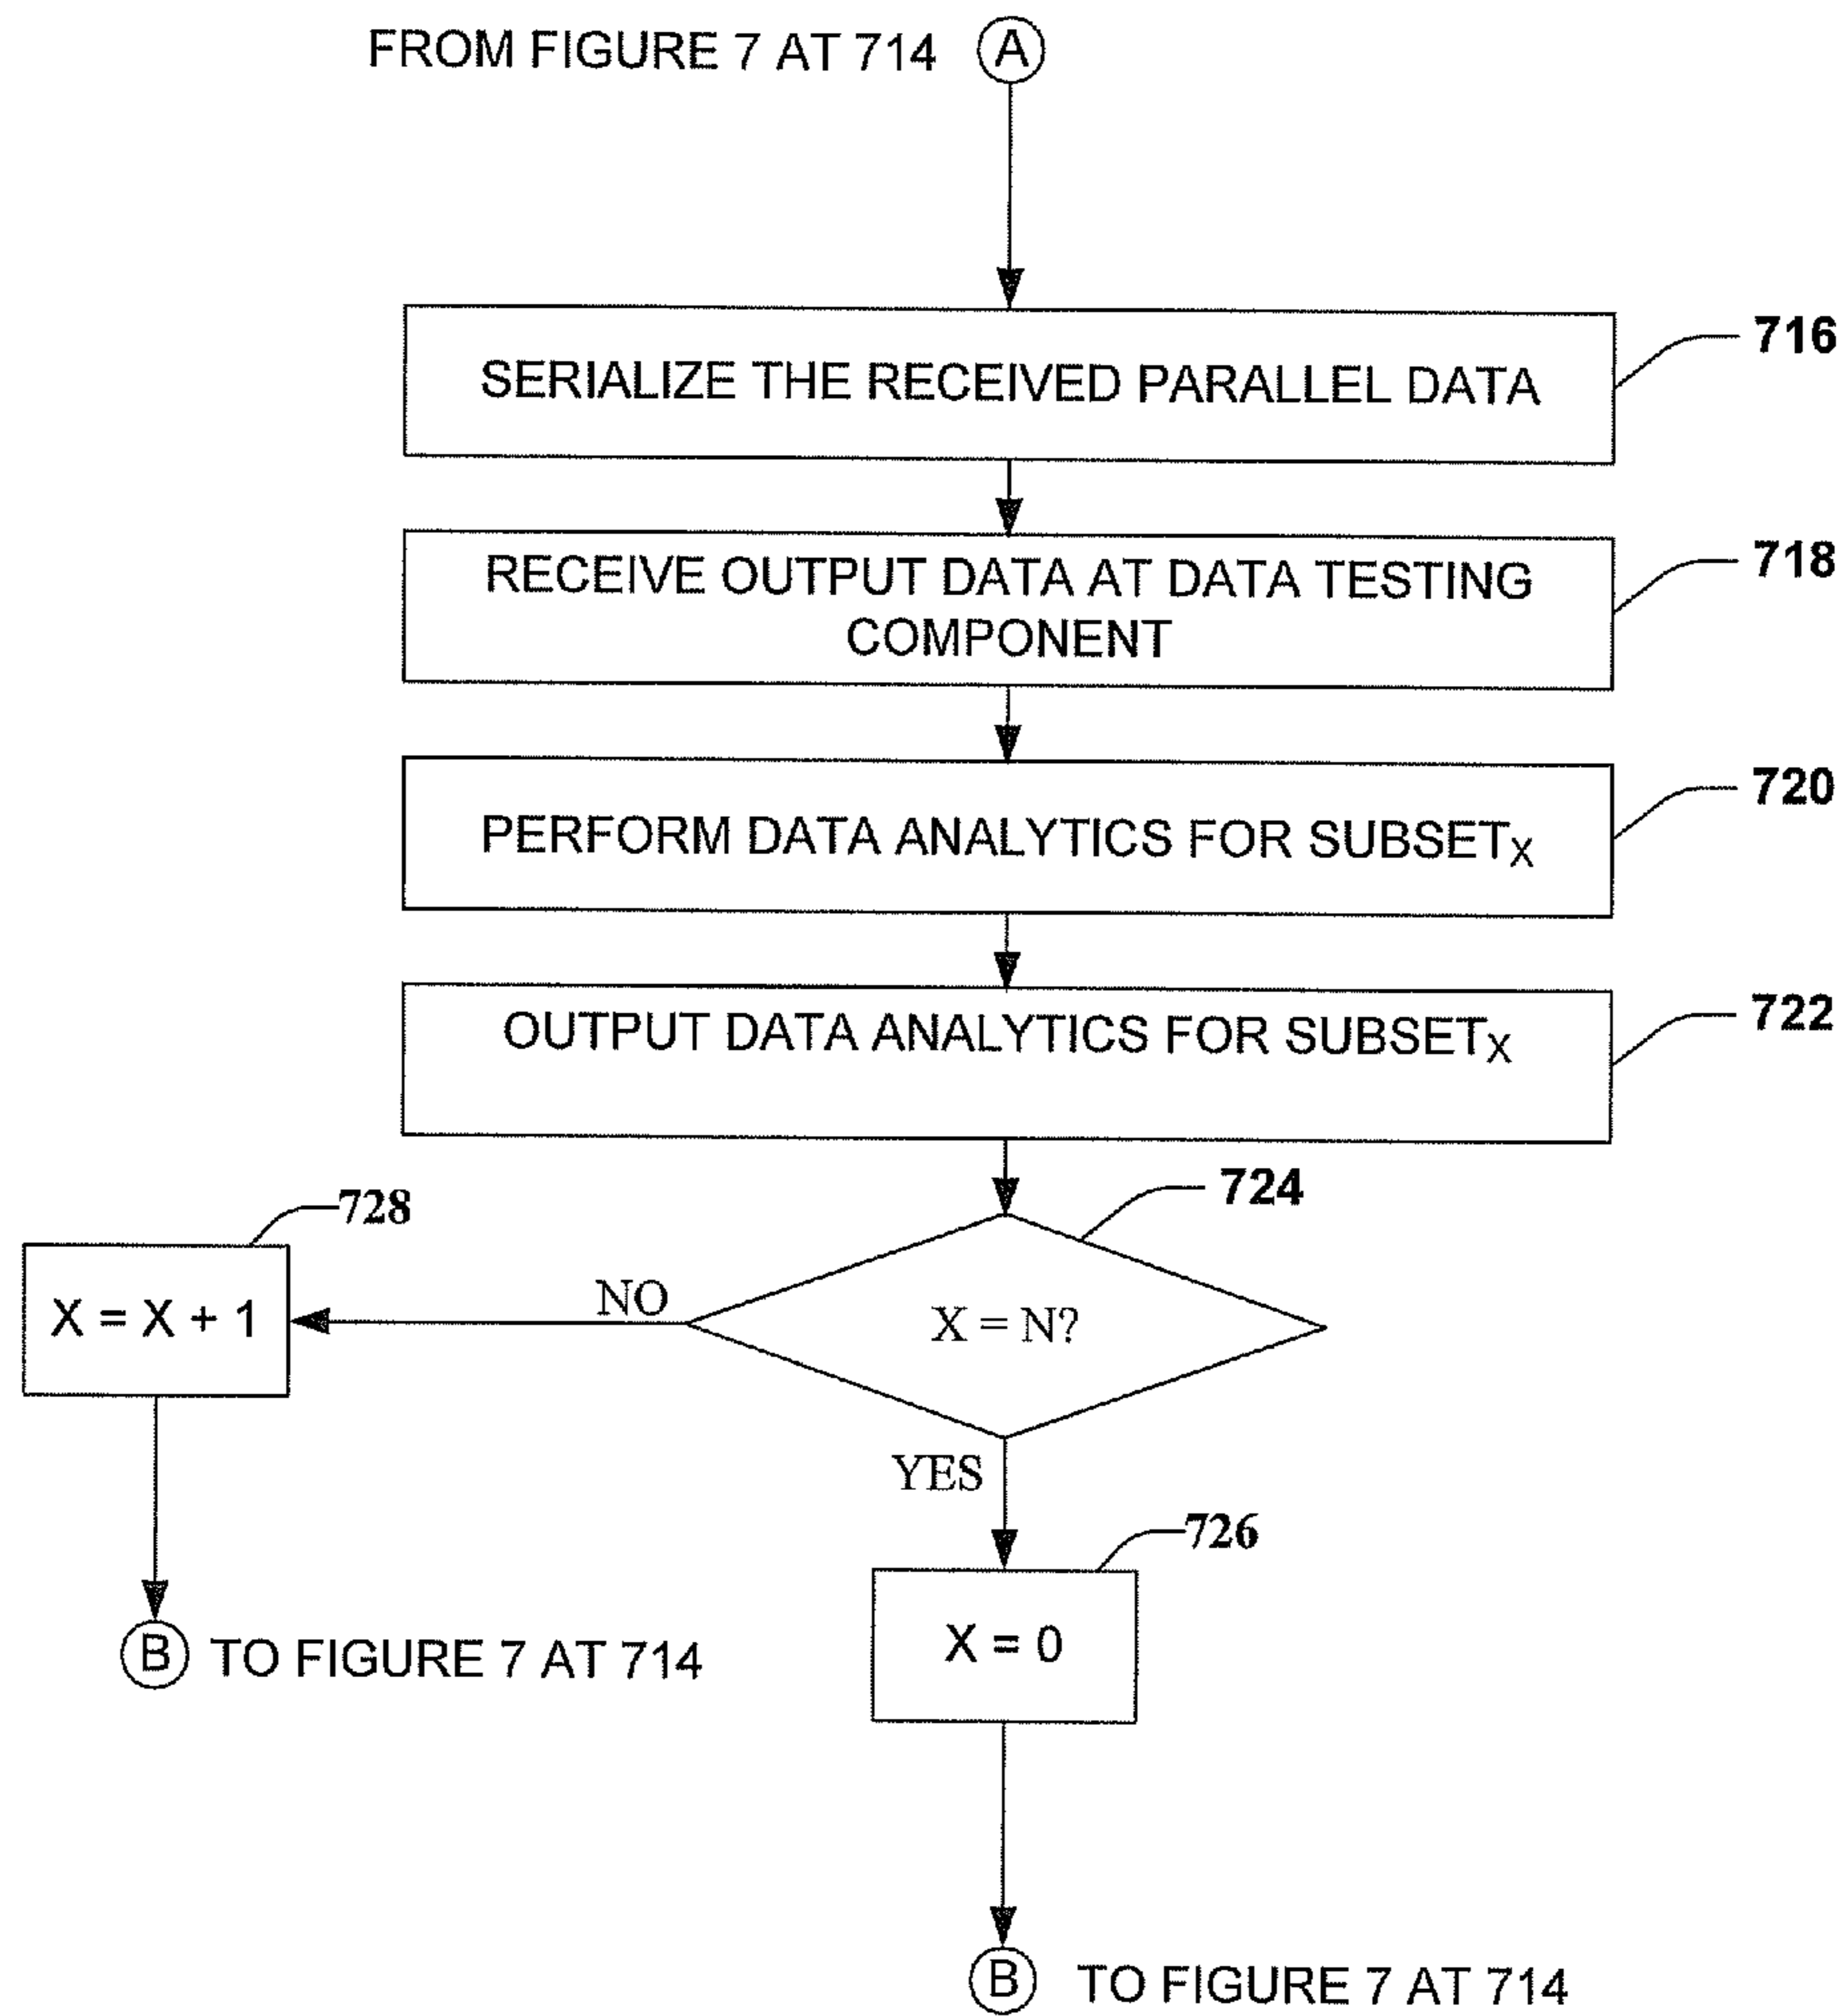 FROM FIGURE 7 AT 714 A
SERIALIZE THE RECEIVED PARALLEL DATA
716
RECEIVE OUTPUT DATA AT DATA TESTING
COMPONENT
718
PERFORM DATA ANALYTICS FOR SUBSETX
720
OUTPUT DATA ANALYTICS FOR SUBSETX
722
724
728
X = X + 1
NO
X = N?
YES
726
X = 0
B TO FIGURE 7 AT 714
B TO FIGURE 7 AT 714